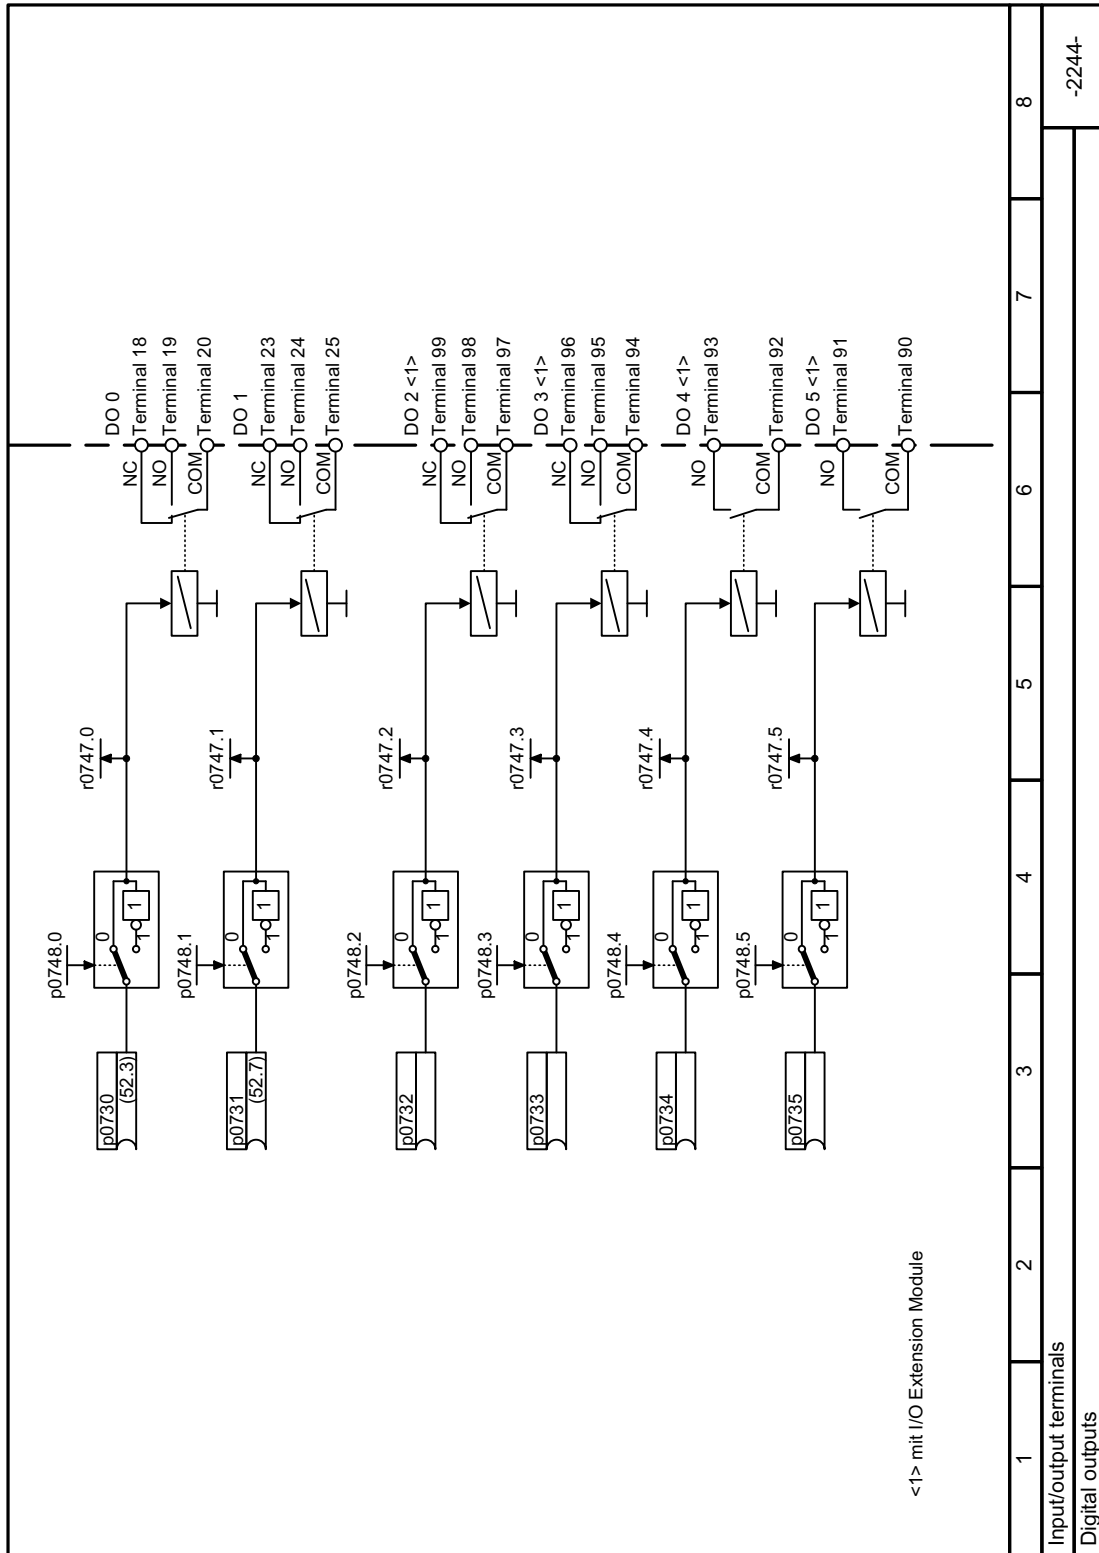 p0730
(52.3)
p0748.0
0
1
1
r0747.0
NC
NO
COM
DO 0
Terminal 18
Terminal 19
Terminal 20
p0731
(52.7)
p0748.1
0
1
1
r0747.1
NC
NO
COM
DO 1
Terminal 23
Terminal 24
Terminal 25
p0732
p0748.2
0
1
1
r0747.2
NC
NO
COM
DO 2 <1>
Terminal 99
Terminal 98
Terminal 97
p0733
p0748.3
0
1
1
r0747.3
NC
NO
COM
DO 3 <1>
Terminal 96
Terminal 95
Terminal 94
p0734
p0748.4
0
1
1
r0747.4
NO
COM
DO 4 <1>
Terminal 93
Terminal 92
p0735
p0748.5
0
1
1
r0747.5
NO
COM
DO 5 <1>
Terminal 91
Terminal 90
<1> mit I/O Extension Module
1 2 3 4 5 6 7 8
Input/output terminals
Digital outputs
-2244-